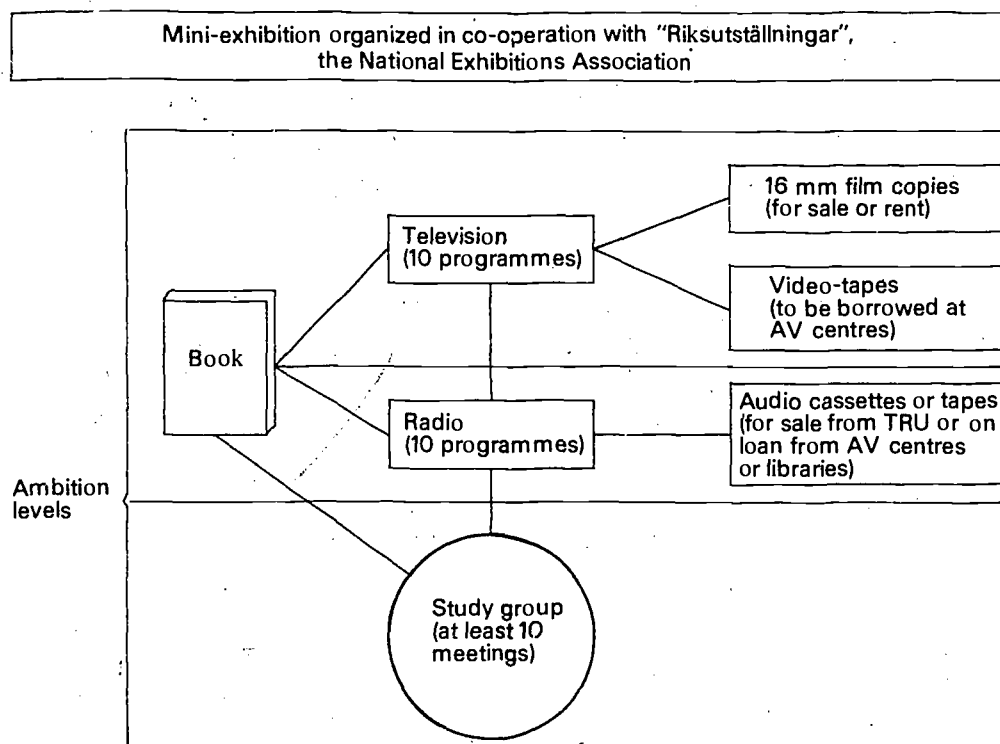 Mini-exhibition organized in co-operation with "Riksutställningar",
the National Exhibitions Association
16 mm film copies
(for sale or rent)
Television
(10 programmes)
Video-tapes
(to be borrowed at
AV centres)
Book
Radio
(10 programmes)
Audio cassettes or tapes
(for sale from TRU or on
loan from AV centres
or libraries)
Ambition
levels
Study group
(at least 10
meetings)